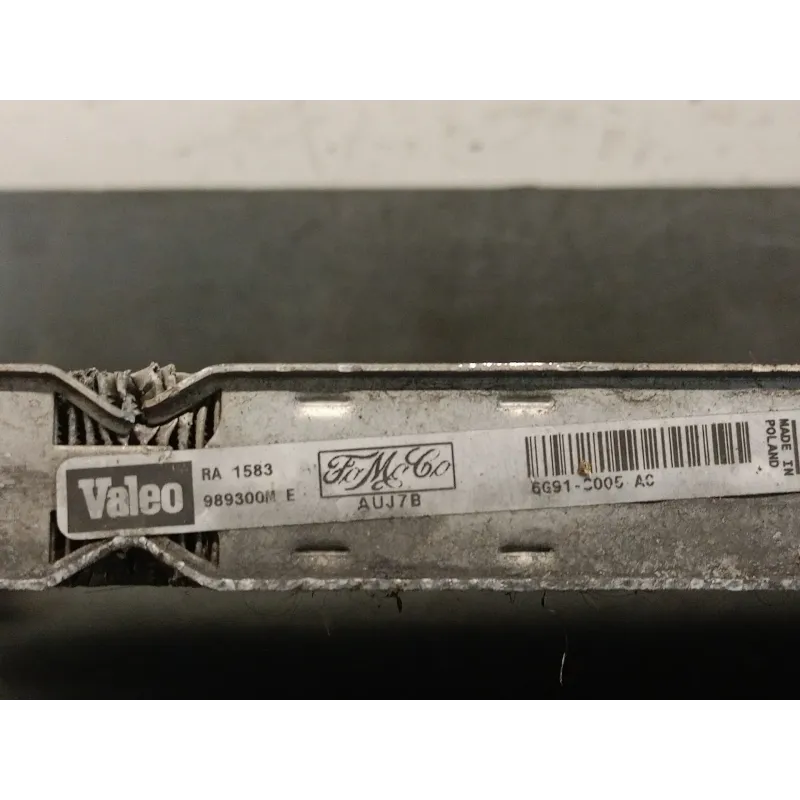 Valeo
RA 1583
989300M E
FoMoCo
AUJ7B
6G91-8005 AC
MADE IN
POLAND